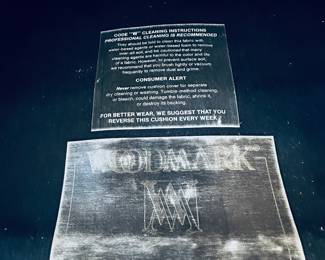 CODE "W" CLEANING INSTRUCTIONS
PROFESSIONAL CLEANING IS RECOMMENDED
They should be told to clean this fabric with
water-based agents or water-based foam to remove
over-all soil, and be cautioned that many
cleaning agents are harmful to the color and life
of a fabric. However, to prevent surface soil,
we recommend that you brush lightly or vacuum
frequently to remove dust and grime.
CONSUMER ALERT
Never remove cushion cover for separate
dry cleaning or washing. Tumble-method cleaning,
or bleach, could damage the fabric, shrink it,
or destroy its backing.
FOR BETTER WEAR, WE SUGGEST THAT YOU
REVERSE THIS CUSHION EVERY WEEK
WOODMARK